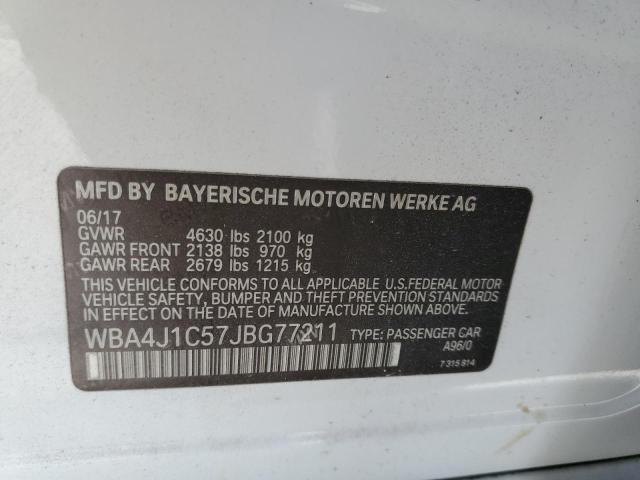 MFD BY BAYERISCHE MOTOREN WERKE AG
06/17
GVWR 4630 lbs 2100 kg
GAWR FRONT 2138 lbs 970 kg
GAWR REAR 2679 lbs 1215 kg
THIS VEHICLE CONFORMS TO ALL APPLICABLE U.S.FEDERAL MOTOR
VEHICLE SAFETY, BUMPER AND THEFT PREVENTION STANDARDS
IN EFFECT ON THE DATE OF MANUFACTURE SHOWN ABOVE.
WBA4J1C57JBG77211 TYPE: PASSENGER CAR
A96/0
7 315 814